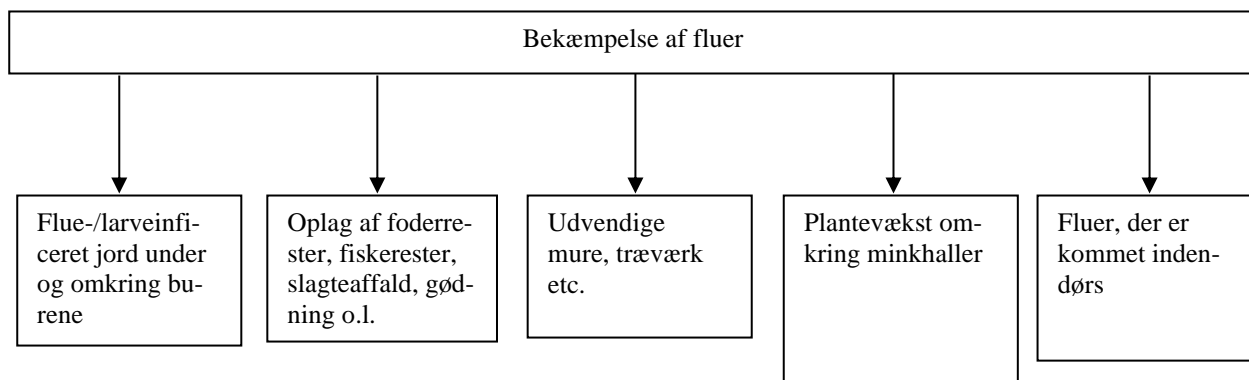 Bekæmpelse af fluer
Flue-/larveinfi-
ceret jord under
og omkring bu-
rene
Oplag af foderre-
ster, fiskerester,
slagteaffald, gød-
ning o.l.
Udvendige
mure, træværk
etc.
Plantevækst om-
kring minkhaller
Fluer, der er
kommet inden-
dørs